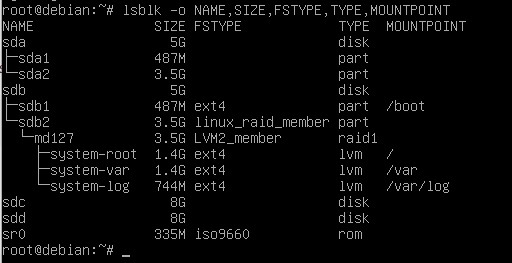 root@debian:~# lsblk -o NAME,SIZE,FSTYPE,TYPE,MOUNTPOINT
NAME                SIZE FSTYPE            TYPE  MOUNTPOINT
sda                   5G                   disk
├─sda1              487M                   part
└─sda2              3.5G                   part
sdb                   5G                   disk
├─sdb1              487M ext4              part  /boot
└─sdb2              3.5G linux_raid_member part
  └─md127           3.5G LVM2_member       raid1
    ├─system-root   1.4G ext4              lvm   /
    ├─system-var    1.4G ext4              lvm   /var
    └─system-log    744M ext4              lvm   /var/log
sdc                   8G                   disk
sdd                   8G                   disk
sr0                 335M iso9660           rom
root@debian:~# _